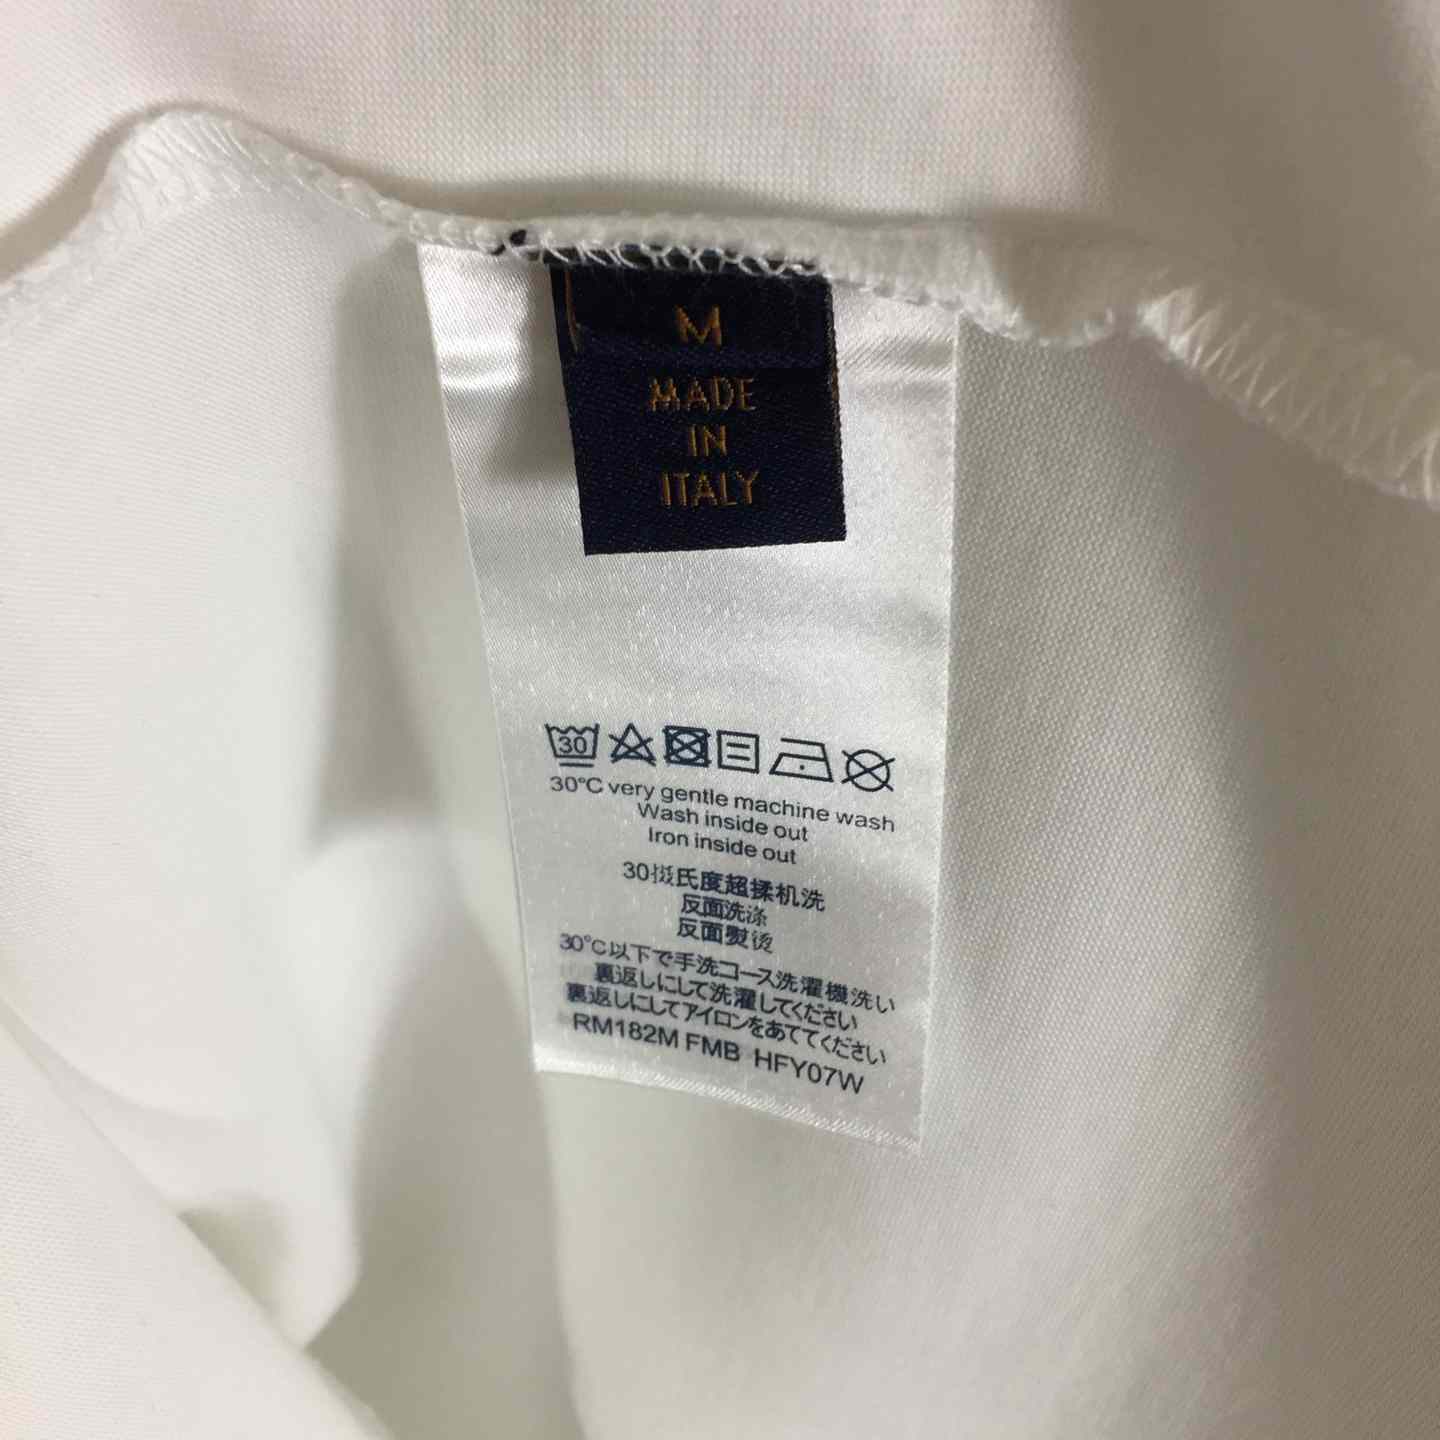 M
MADE
IN
ITALY
30
30°C very gentle machine wash
Wash inside out
Iron inside out
30摄氏度超揉机洗
反面洗涤
反面熨烫
30°C以下で手洗コース洗濯機洗い
裏返しにして洗濯してください
裏返しにしてアイロンをあててください
RM182M FMB HFY07W